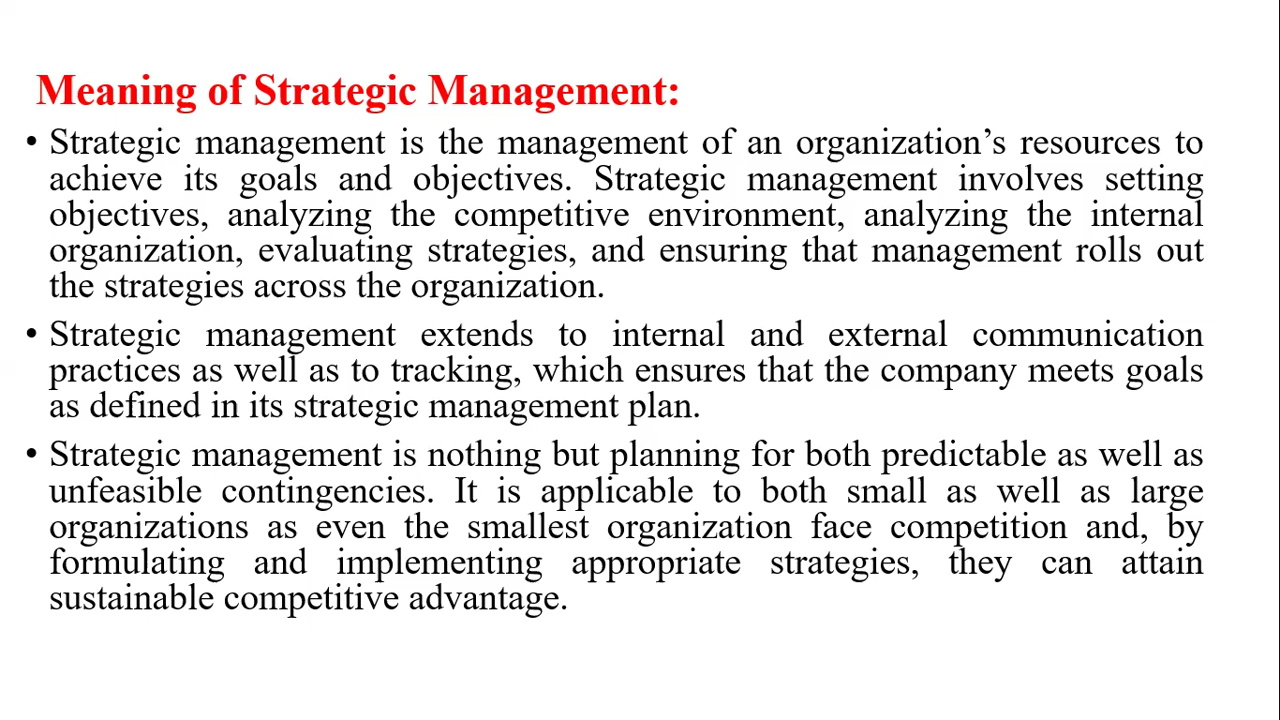 Meaning of Strategic Management:
• Strategic management is the management of an organization’s resources to
achieve its goals and objectives. Strategic management involves setting
objectives, analyzing the competitive environment, analyzing the internal
organization, evaluating strategies, and ensuring that management rolls out
the strategies across the organization.
• Strategic management extends to internal and external communication
practices as well as to tracking, which ensures that the company meets goals
as defined in its strategic management plan.
• Strategic management is nothing but planning for both predictable as well as
unfeasible contingencies. It is applicable to both small as well as large
organizations as even the smallest organization face competition and, by
formulating and implementing appropriate strategies, they can attain
sustainable competitive advantage.